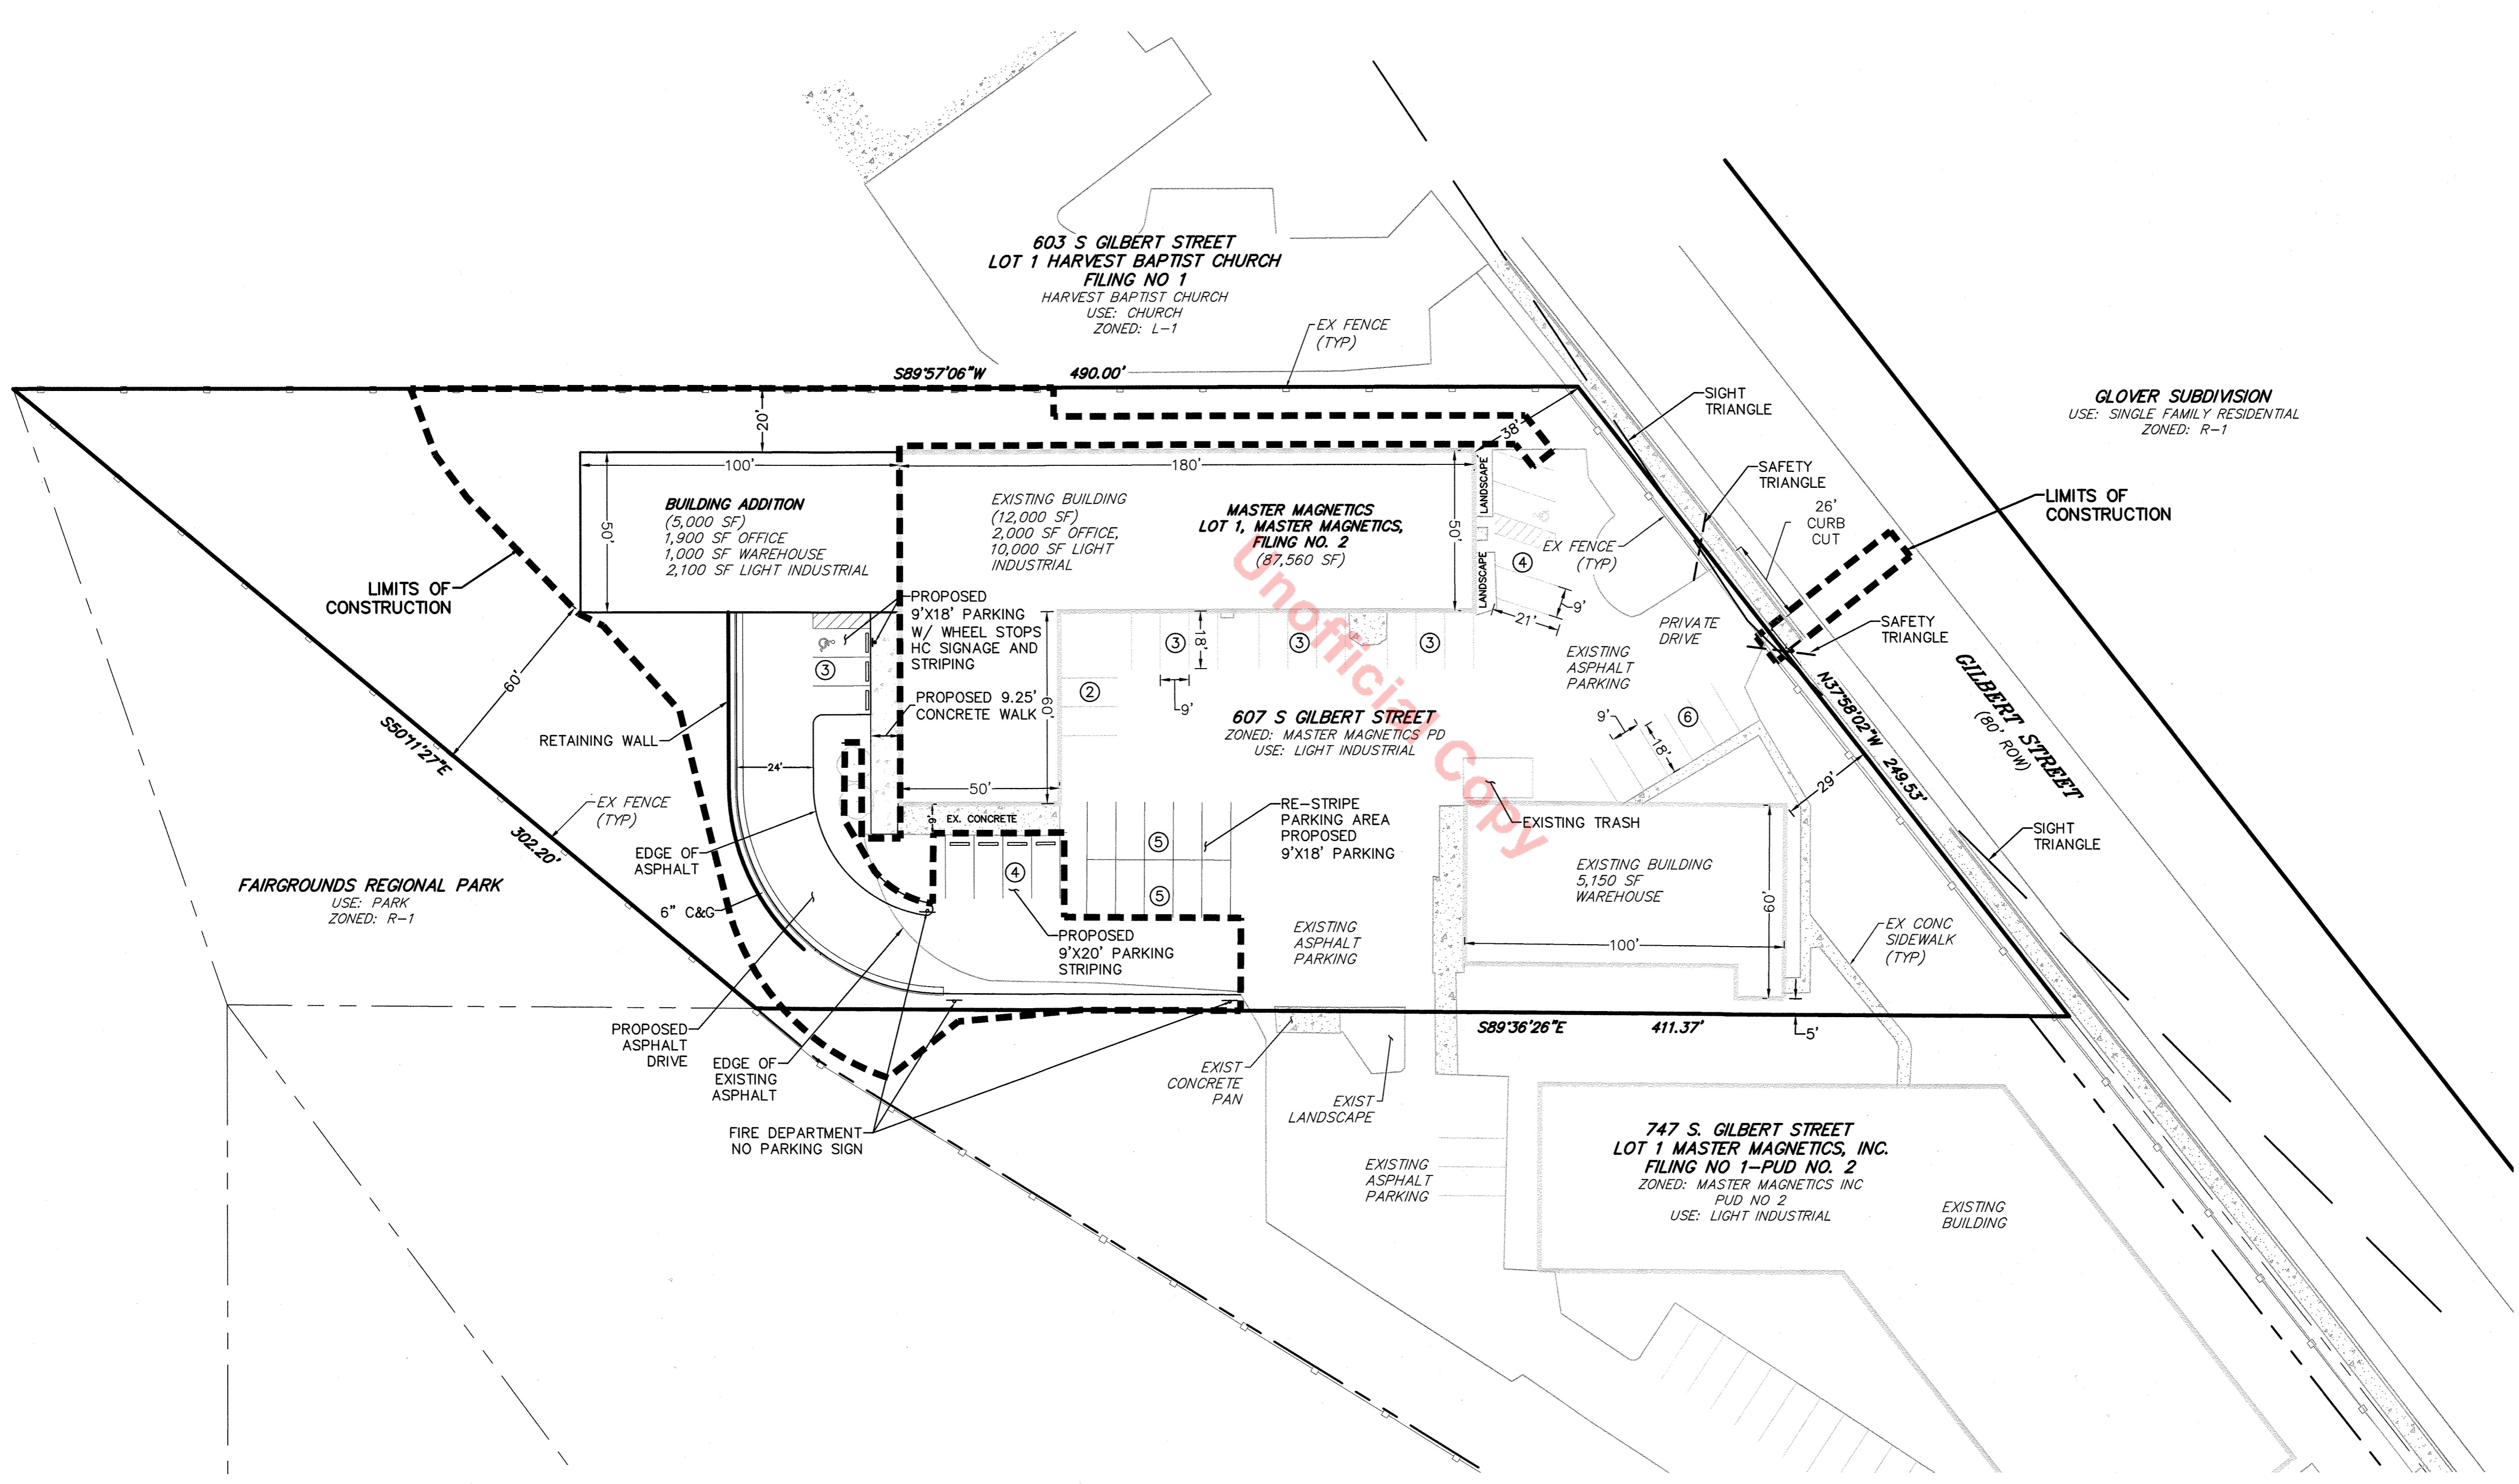 603 S GILBERT STREET
LOT 1 HARVEST BAPTIST CHURCH
FILING NO 1
HARVEST BAPTIST CHURCH
USE: CHURCH
ZONED: L-1
EX FENCE
(TYP)
S89°57'06"W
490.00'
SIGHT
TRIANGLE
GLOVER SUBDIVISION
USE: SINGLE FAMILY RESIDENTIAL
ZONED: R-1
20'
38'
100'
180'
LANDSCAPE
SAFETY
TRIANGLE
LIMITS OF
CONSTRUCTION
26'
CURB
CUT
BUILDING ADDITION
(5,000 SF)
1,900 SF OFFICE
1,000 SF WAREHOUSE
2,100 SF LIGHT INDUSTRIAL
50'
EXISTING BUILDING
(12,000 SF)
2,000 SF OFFICE,
10,000 SF LIGHT
INDUSTRIAL
MASTER MAGNETICS
LOT 1, MASTER MAGNETICS,
FILING NO. 2
(87,560 SF)
50'
LANDSCAPE
4
EX FENCE
(TYP)
9'
21'
LIMITS OF
CONSTRUCTION
PROPOSED
9'X18' PARKING
W/ WHEEL STOPS
HC SIGNAGE AND
STRIPING
3
3
18'
3
3
9'
2
PRIVATE
DRIVE
EXISTING
ASPHALT
PARKING
SAFETY
TRIANGLE
60'
RETAINING WALL
PROPOSED 9.25'
CONCRETE WALK
60'
607 S GILBERT STREET
ZONED: MASTER MAGNETICS PD
USE: LIGHT INDUSTRIAL
9'
18'
6
N37°58'02"W
249.53'
GILBERT STREET
(80' ROW)
S50°11'27"E
302.20'
24'
50'
29'
EX FENCE
(TYP)
6'
EX. CONCRETE
RE-STRIPE
PARKING AREA
PROPOSED
9'X18' PARKING
EXISTING TRASH
SIGHT
TRIANGLE
EDGE OF
ASPHALT
5
5
4
EXISTING BUILDING
5,150 SF
WAREHOUSE
60'
100'
FAIRGROUNDS REGIONAL PARK
USE: PARK
ZONED: R-1
6" C&G
PROPOSED
9'X20' PARKING
STRIPING
EXISTING
ASPHALT
PARKING
EX CONC
SIDEWALK
(TYP)
PROPOSED
ASPHALT
DRIVE
EDGE OF
EXISTING
ASPHALT
S89°36'26"E
411.37'
5'
EXIST
CONCRETE
PAN
EXIST
LANDSCAPE
FIRE DEPARTMENT
NO PARKING SIGN
EXISTING
ASPHALT
PARKING
747 S. GILBERT STREET
LOT 1 MASTER MAGNETICS, INC.
FILING NO 1-PUD NO. 2
ZONED: MASTER MAGNETICS INC
PUD NO 2
USE: LIGHT INDUSTRIAL
EXISTING
BUILDING
Unofficial Copy